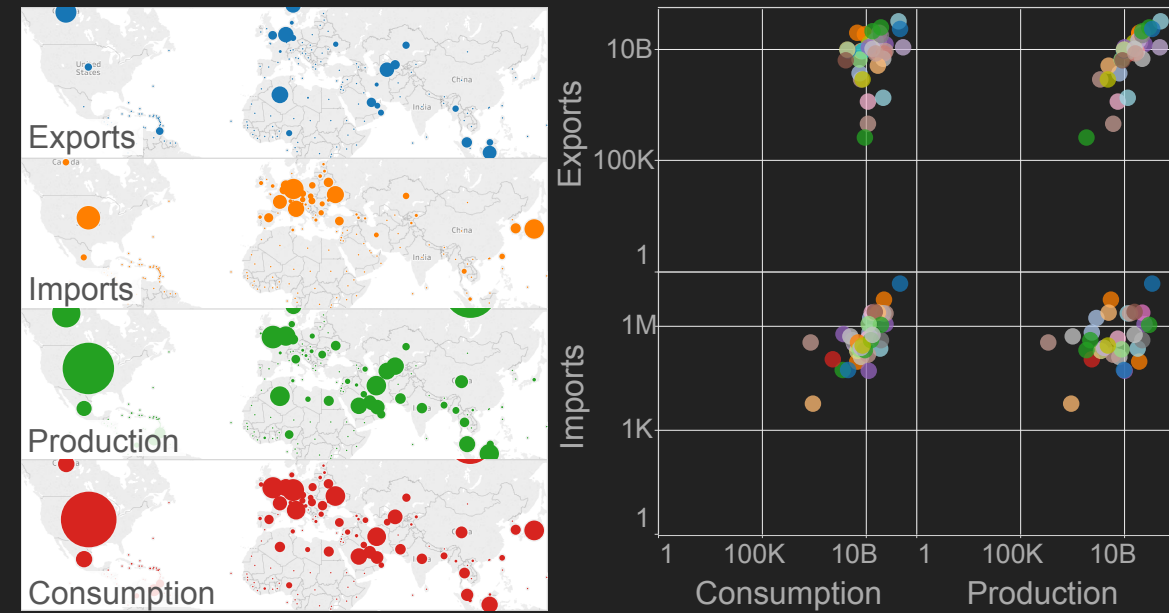 United
States
China
India
Exports
Canada
China
India
Imports
Production
China
Consumption
Exports
10B
100K
1
Imports
1M
1K
1
1
100K
10B
1
100K
10B
Consumption
Production